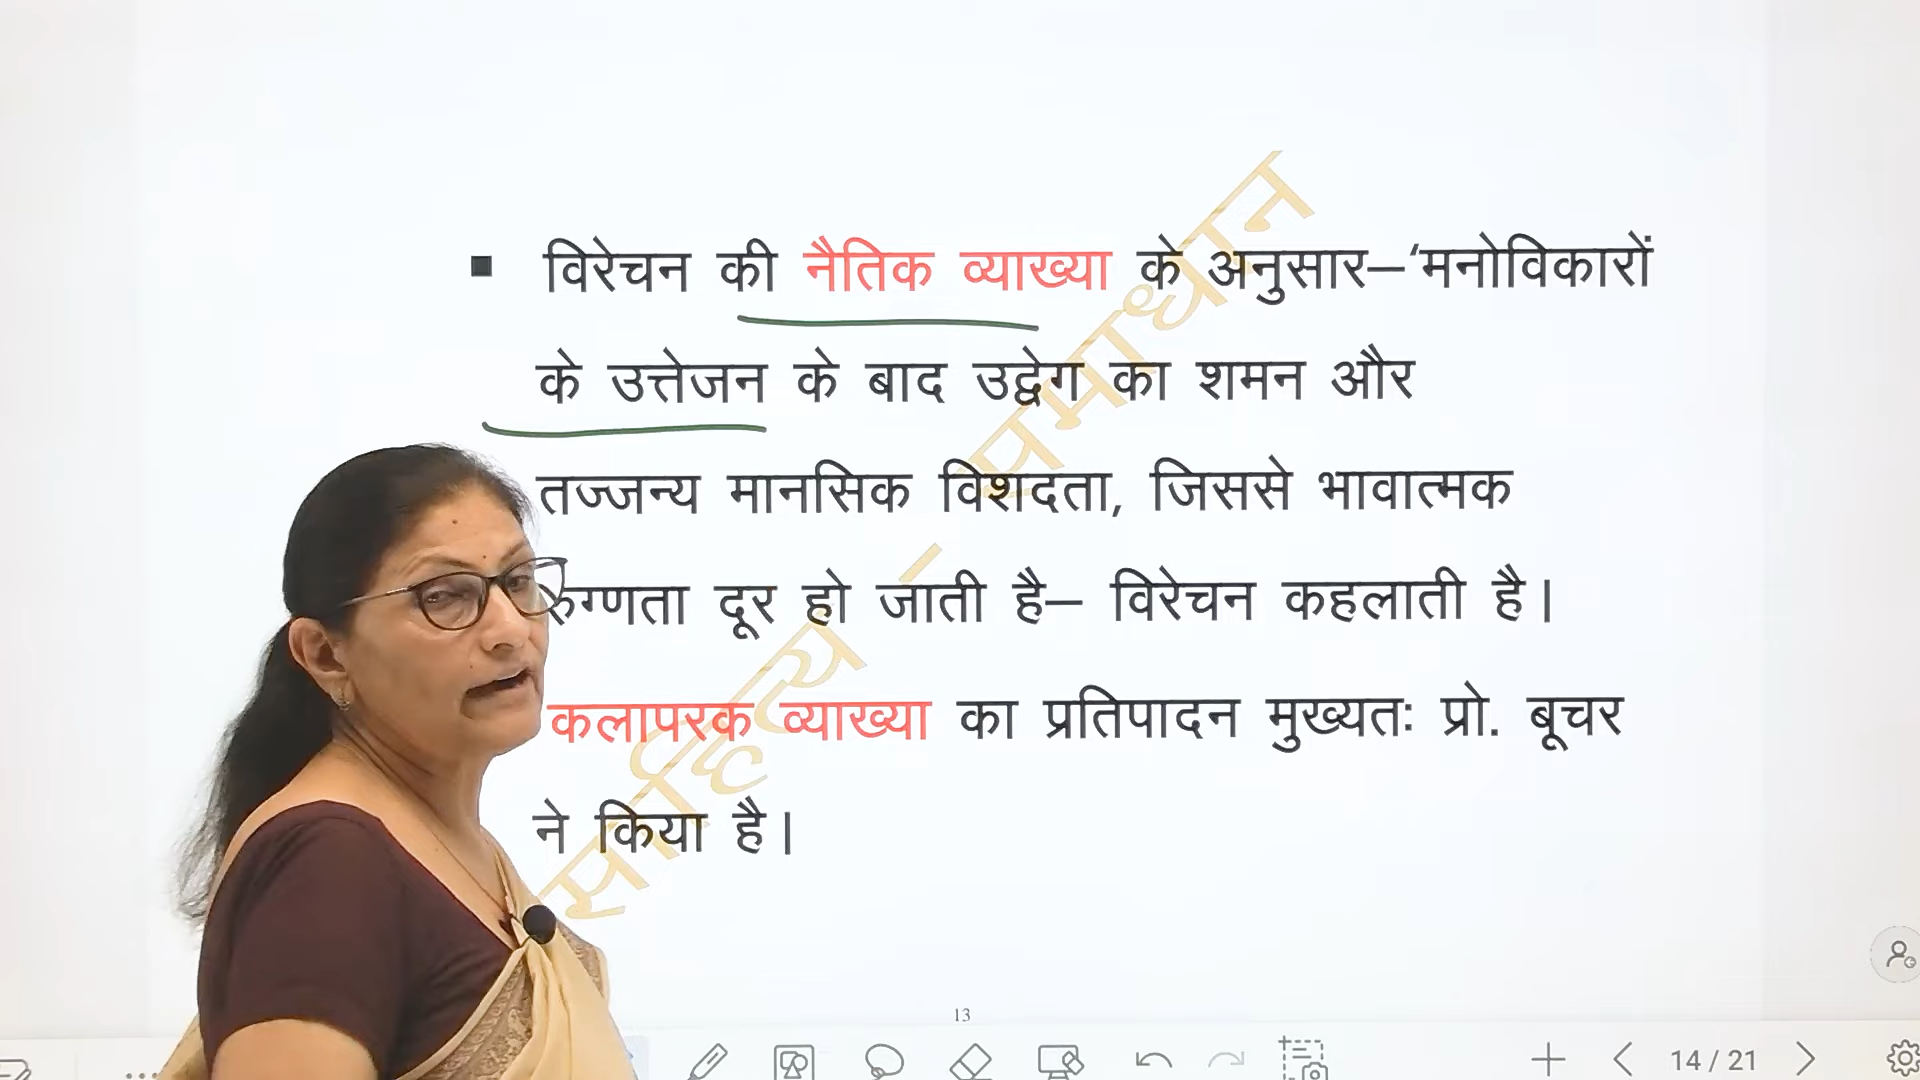 ▪ विरेचन की नैतिक व्याख्या के अनुसार–‘मनोविकारों
के उत्तेजन के बाद उद्वेग का शमन और
तज्जन्य मानसिक विशदता, जिससे भावात्मक
रुग्णता दूर हो जाती है– विरेचन कहलाती है।
कलापरक व्याख्या का प्रतिपादन मुख्यतः प्रो. बूचर
ने किया है।
साहित्य - समाधान
13
14 / 21